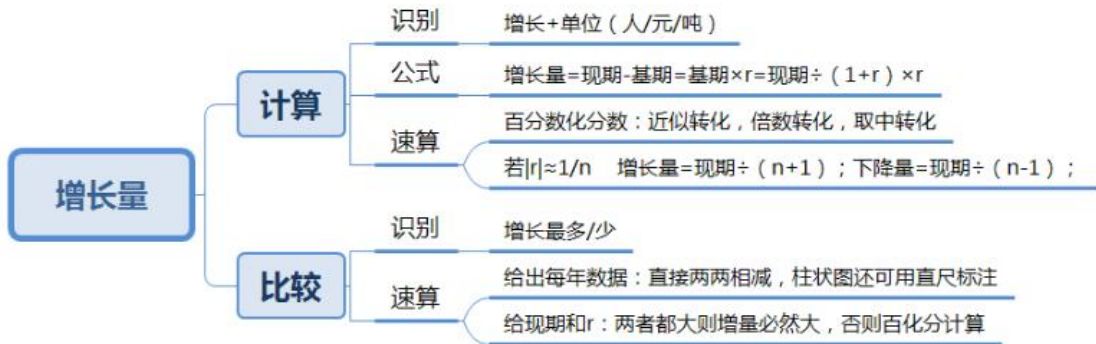 增长量
计算
识别
增长+单位（人/元/吨）
公式
增长量=现期-基期=基期×r=现期÷（1+r）×r
速算
百分数化分数：近似转化，倍数转化，取中转化
若|r|≈1/n 增长量=现期÷（n+1）；下降量=现期÷（n-1）；
比较
识别
增长最多/少
速算
给出每年数据：直接两两相减，柱状图还可用直尺标注
给现期和r：两者都大则增量必然大，否则百化分计算